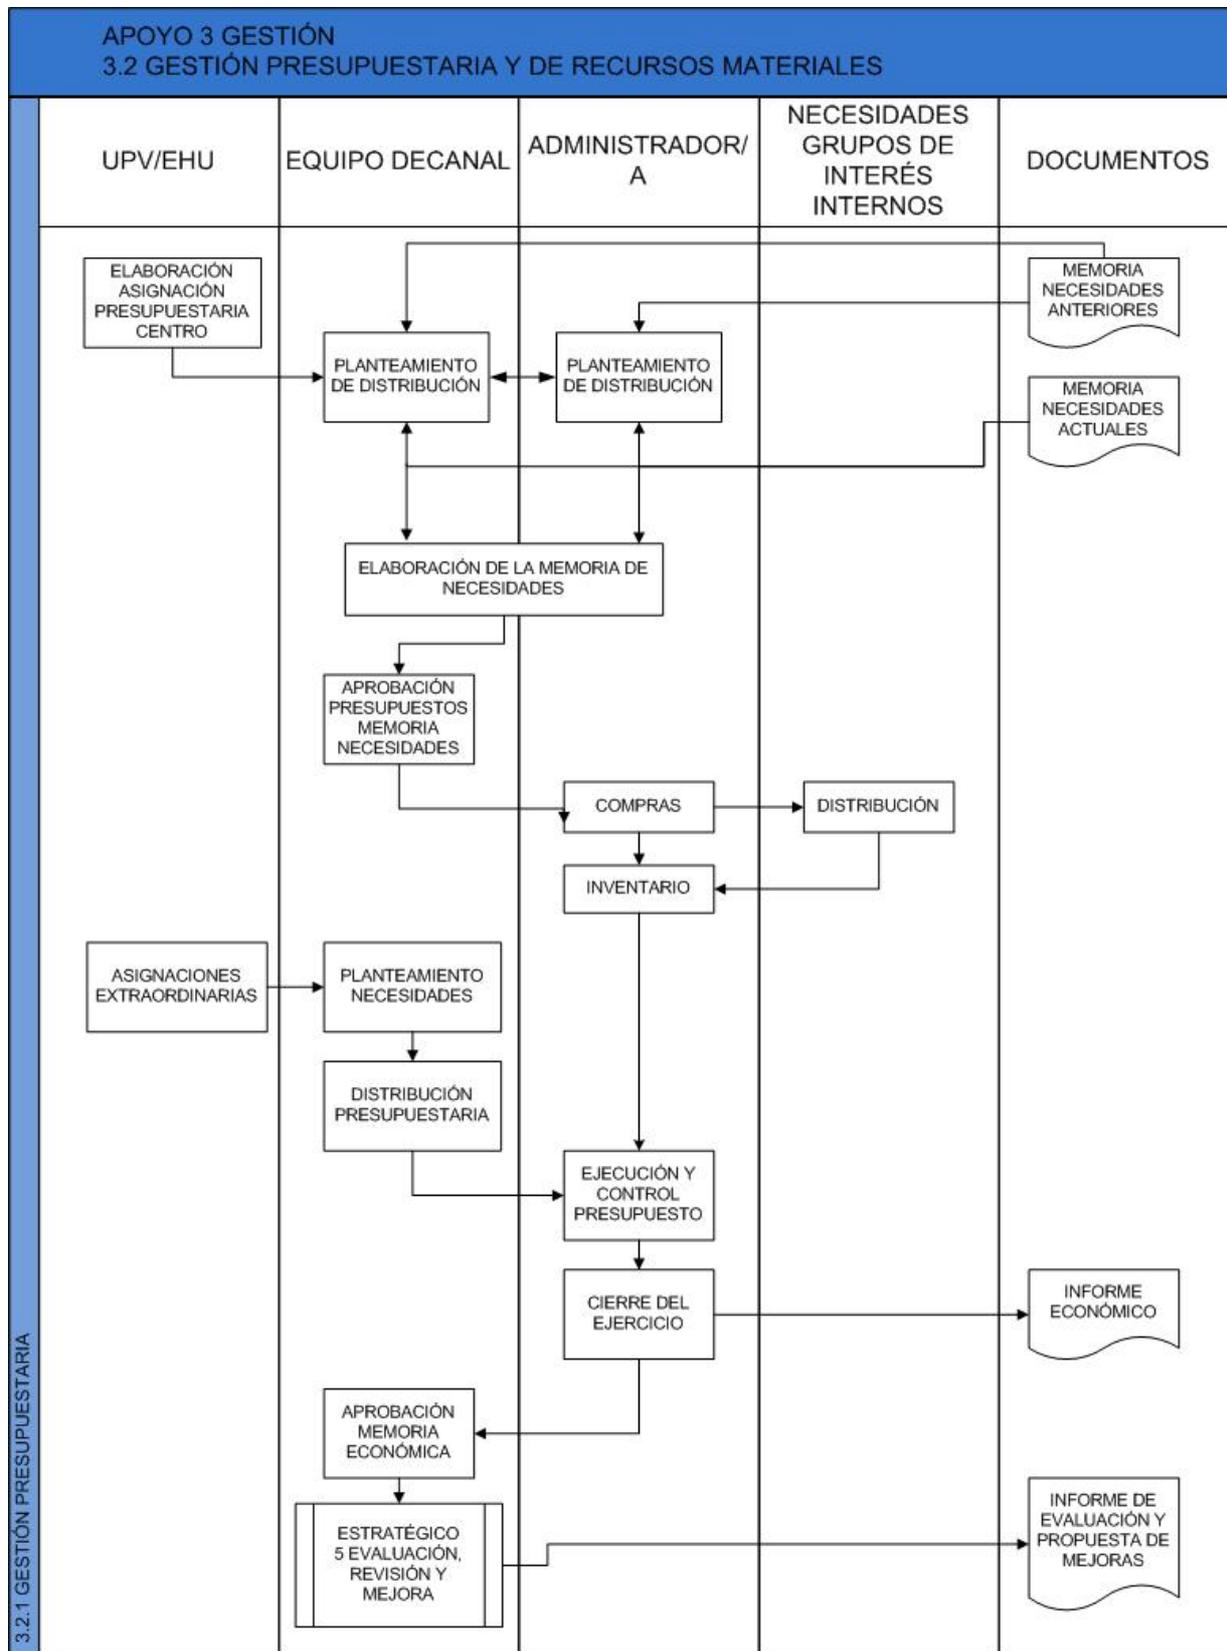 APOYO 3 GESTIÓN
3.2 GESTIÓN PRESUPUESTARIA Y DE RECURSOS MATERIALES
UPV/EHU
EQUIPO DECANAL
ADMINISTRADOR/
A
NECESIDADES
GRUPOS DE
INTERÉS
INTERNOS
DOCUMENTOS
ELABORACIÓN
ASIGNACIÓN
PRESUPUESTARIA
CENTRO
MEMORIA
NECESIDADES
ANTERIORES
PLANTEAMIENTO
DE DISTRIBUCIÓN
PLANTEAMIENTO
DE DISTRIBUCIÓN
MEMORIA
NECESIDADES
ACTUALES
ELABORACIÓN DE LA MEMORIA DE
NECESIDADES
APROBACIÓN
PRESUPUESTOS
MEMORIA
NECESIDADES
COMPRAS
DISTRIBUCIÓN
INVENTARIO
ASIGNACIONES
EXTRAORDINARIAS
PLANTEAMIENTO
NECESIDADES
DISTRIBUCIÓN
PRESUPUESTARIA
EJECUCIÓN Y
CONTROL
PRESUPUESTO
CIERRE DEL
EJERCICIO
INFORME
ECONÓMICO
APROBACIÓN
MEMORIA
ECONÓMICA
ESTRATÉGICO
5 EVALUACIÓN,
REVISIÓN Y
MEJORA
INFORME DE
EVALUACIÓN Y
PROPUESTA DE
MEJORAS
3.2.1 GESTIÓN PRESUPUESTARIA